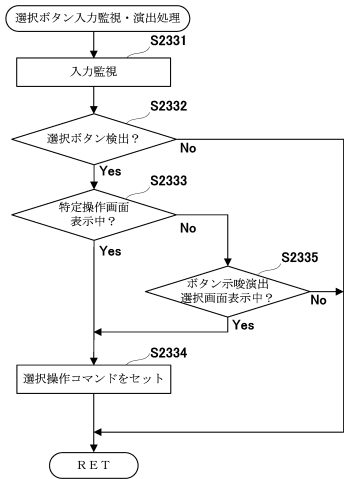 選択ボタン入力監視・演出処理
S2331
入力監視
S2332
選択ボタン検出？
No
Yes
S2333
特定操作画面
表示中？
No
Yes
S2335
ボタン示唆演出
選択画面表示中？
No
Yes
S2334
選択操作コマンドをセット
ＲＥＴ